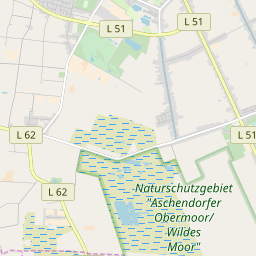 L 51
L 51
L 62
L 51
L 62
Naturschutzgebiet
"Aschendorfer
Obermoor/
Wildes
Moor"